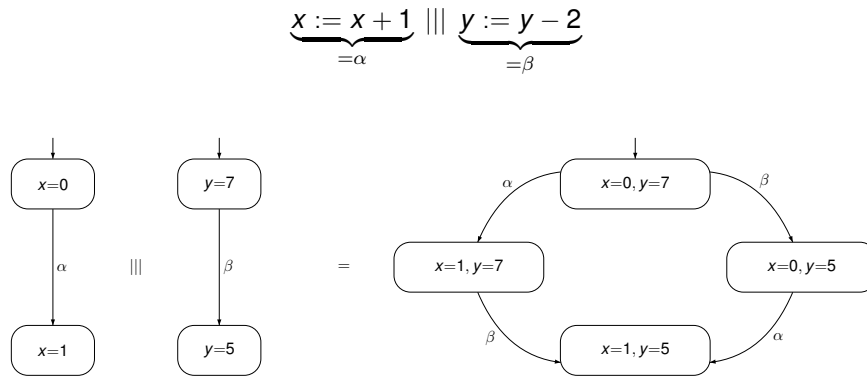 x := x + 1 ||| y := y − 2
=α =β
x=0 y=7 x=0, y=7
α β
x=1, y=7 x=0, y=5
α ||| β =
β α
x=1 y=5 x=1, y=5